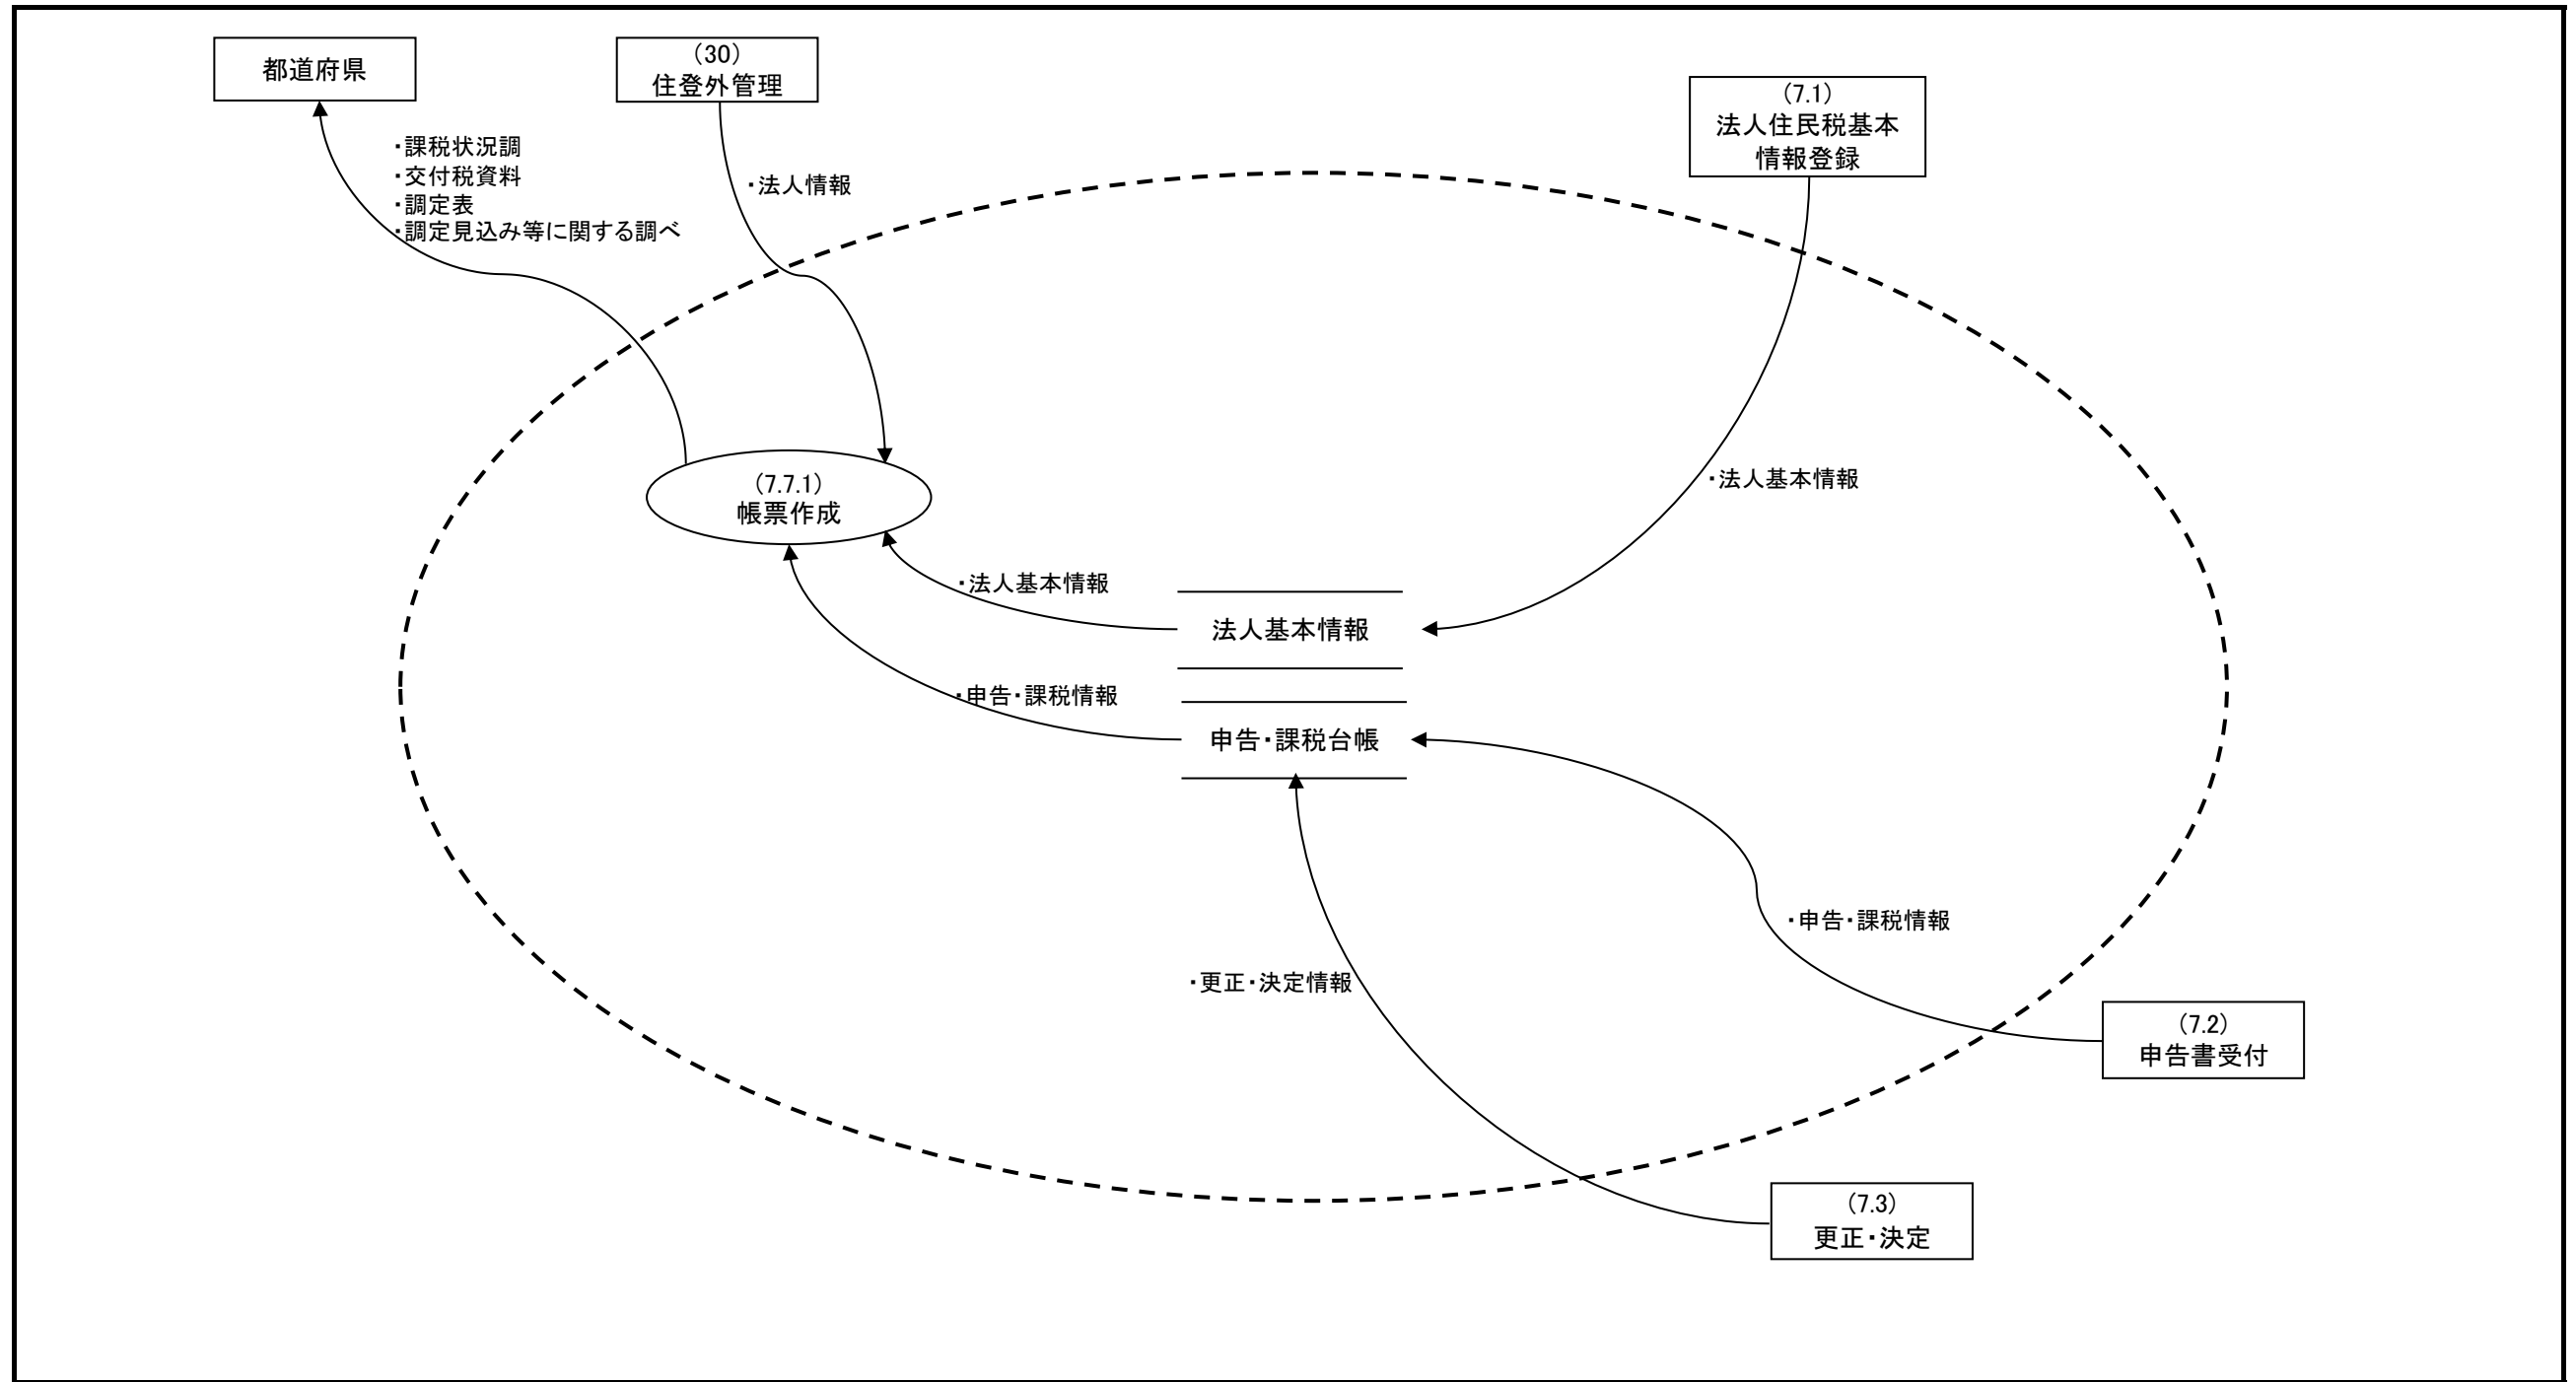 都道府県
（30）
住登外管理
（7.1）
法人住民税基本
情報登録
・課税状況調
・交付税資料
・調定表
・調定見込み等に関する調べ
・法人情報
（7.7.1）
帳票作成
・法人基本情報
・法人基本情報
法人基本情報
・申告・課税情報
申告・課税台帳
・申告・課税情報
・更正・決定情報
（7.2）
申告書受付
（7.3）
更正・決定